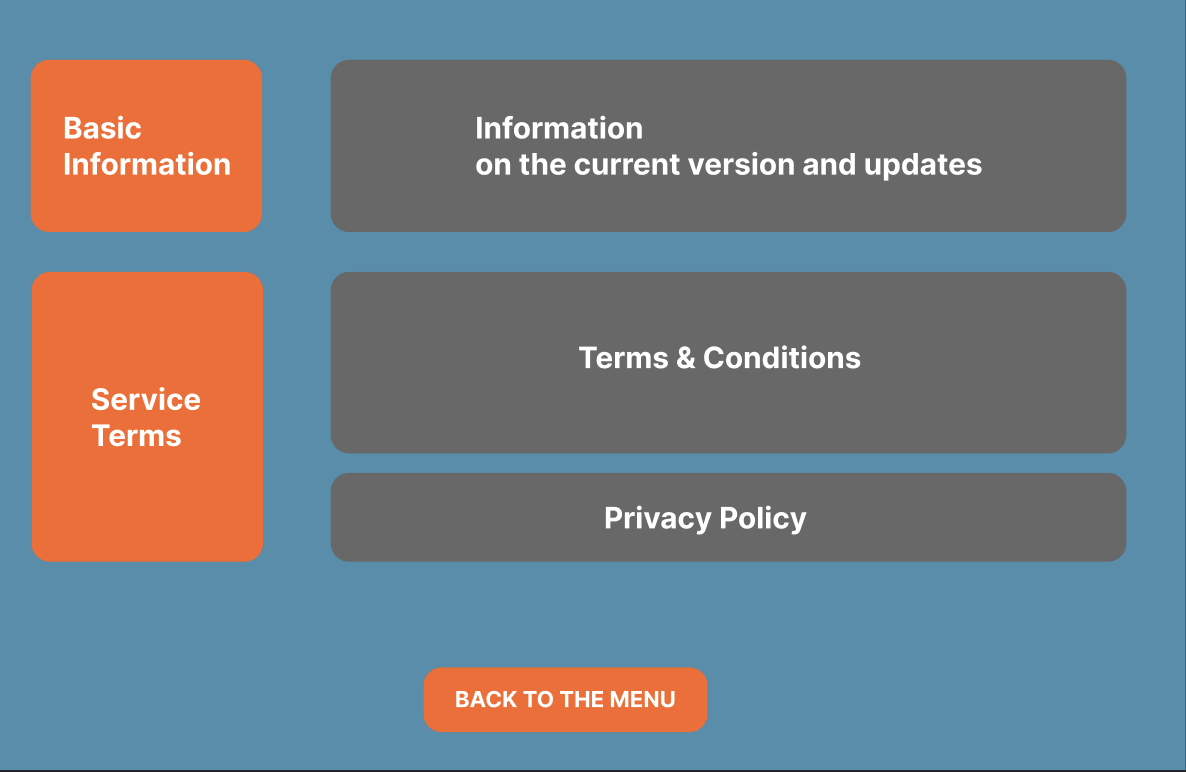 Basic
Information
Information
on the current version and updates
Service
Terms
Terms & Conditions
Privacy Policy
BACK TO THE MENU